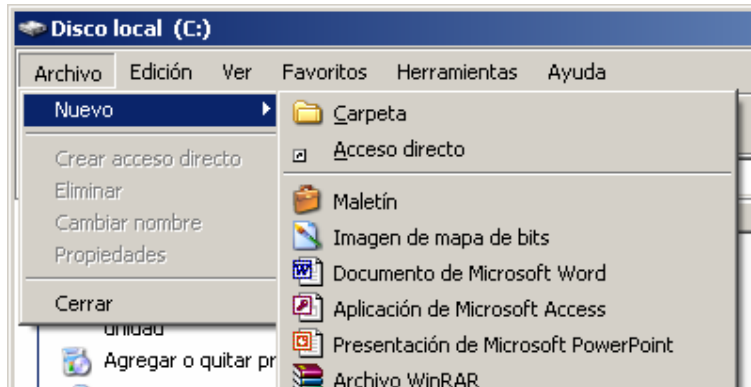 Disco local (C:)
Archivo Edición Ver Favoritos Herramientas Ayuda
Nuevo
Crear acceso directo
Eliminar
Cambiar nombre
Propiedades
Cerrar
Carpeta
Acceso directo
Maletín
Imagen de mapa de bits
Documento de Microsoft Word
Aplicación de Microsoft Access
Presentación de Microsoft PowerPoint
Archivo WinRAR
unidad
Agregar o quitar pr